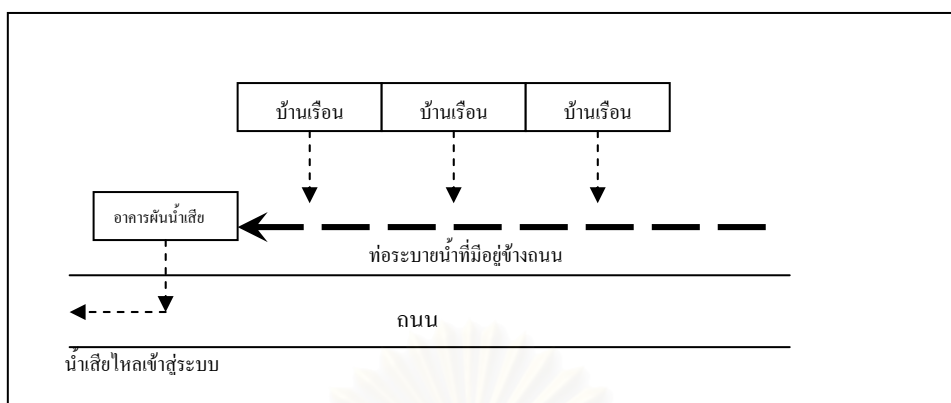 บ้านเรือน บ้านเรือน บ้านเรือน
อาคารผันน้ำเสีย
ท่อระบายน้ำที่มีอยู่ข้างถนน
ถนน
น้ำเสียไหลเข้าสู่ระบบ